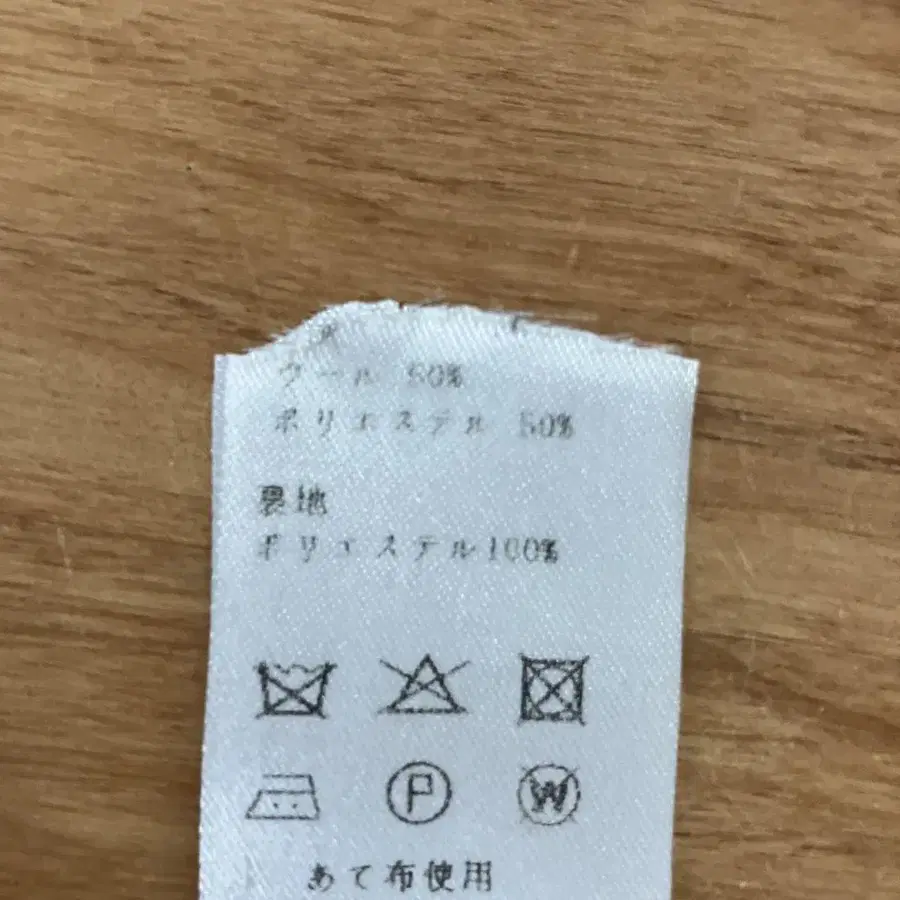 ウール 50%
ポリエステル 50%
裏地
ポリエステル100%
P W
あて布使用